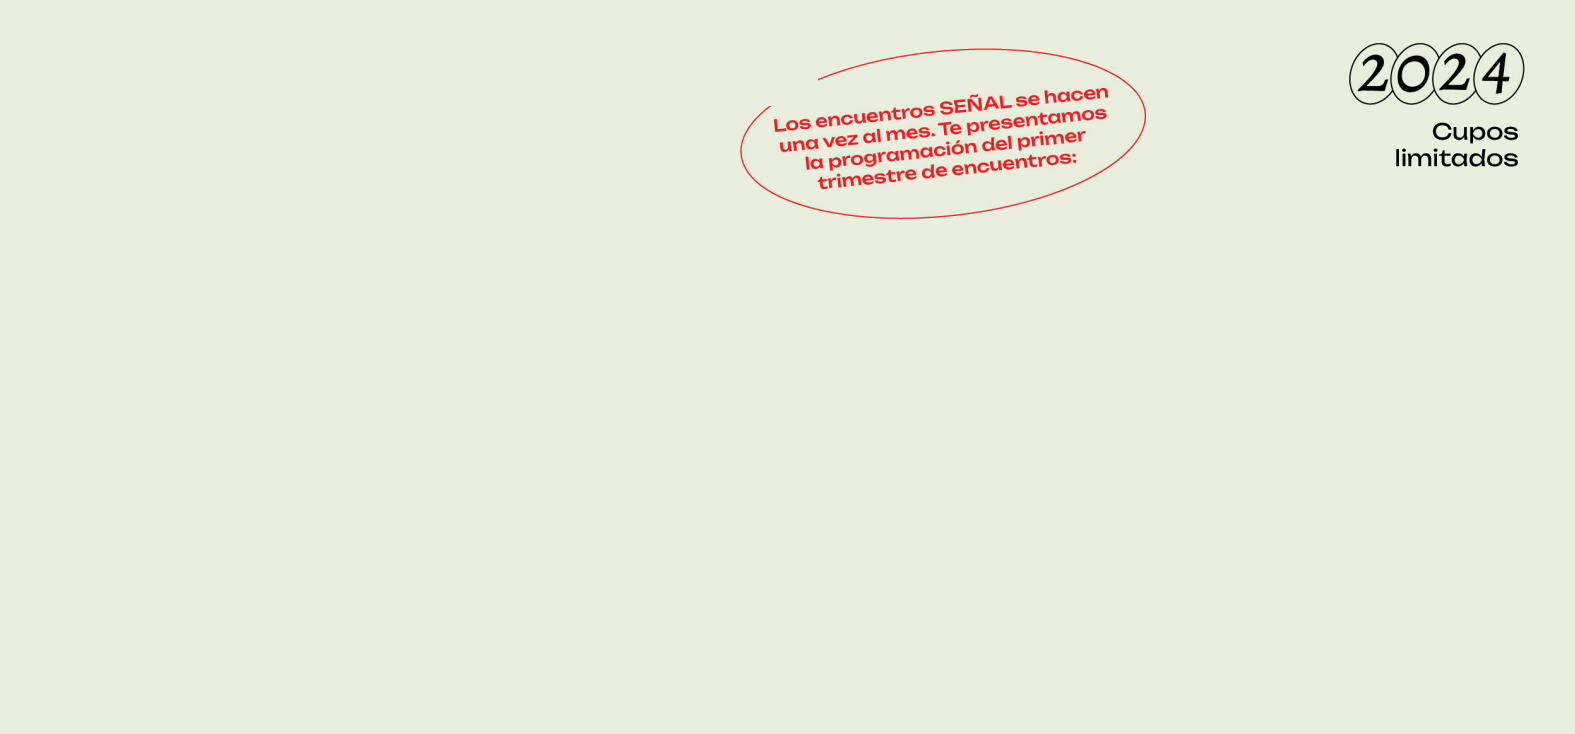 Los encuentros SEÑAL se hacen
una vez al mes. Te presentamos
la programación del primer
trimestre de encuentros:
2024
Cupos
limitados